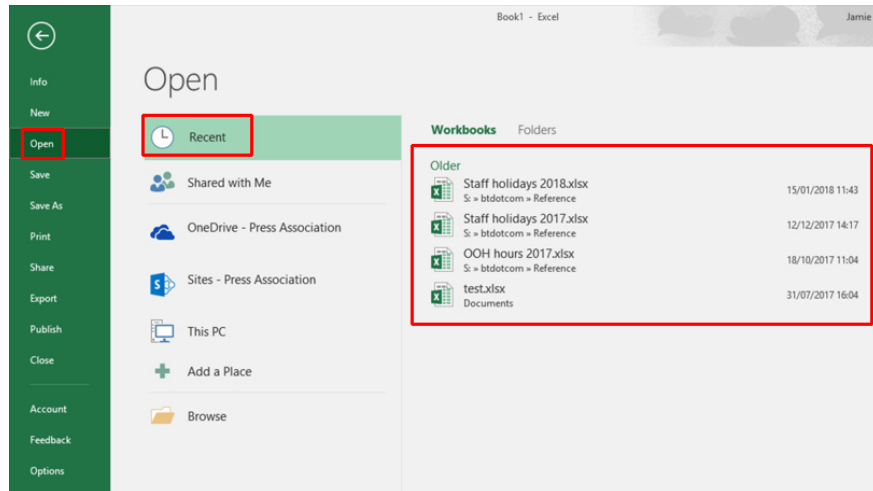 Book1 - Excel
Jamie
Info
New
Open
Save
Save As
Print
Share
Export
Publish
Close
Account
Feedback
Options
Open
Recent
Shared with Me
OneDrive - Press Association
Sites - Press Association
This PC
Add a Place
Browse
Workbooks Folders
Older
Staff holidays 2018.xlsx
S: » btdotcom » Reference
15/01/2018 11:43
Staff holidays 2017.xlsx
S: » btdotcom » Reference
12/12/2017 14:17
OOH hours 2017.xlsx
S: » btdotcom » Reference
18/10/2017 11:04
test.xlsx
Documents
31/07/2017 16:04